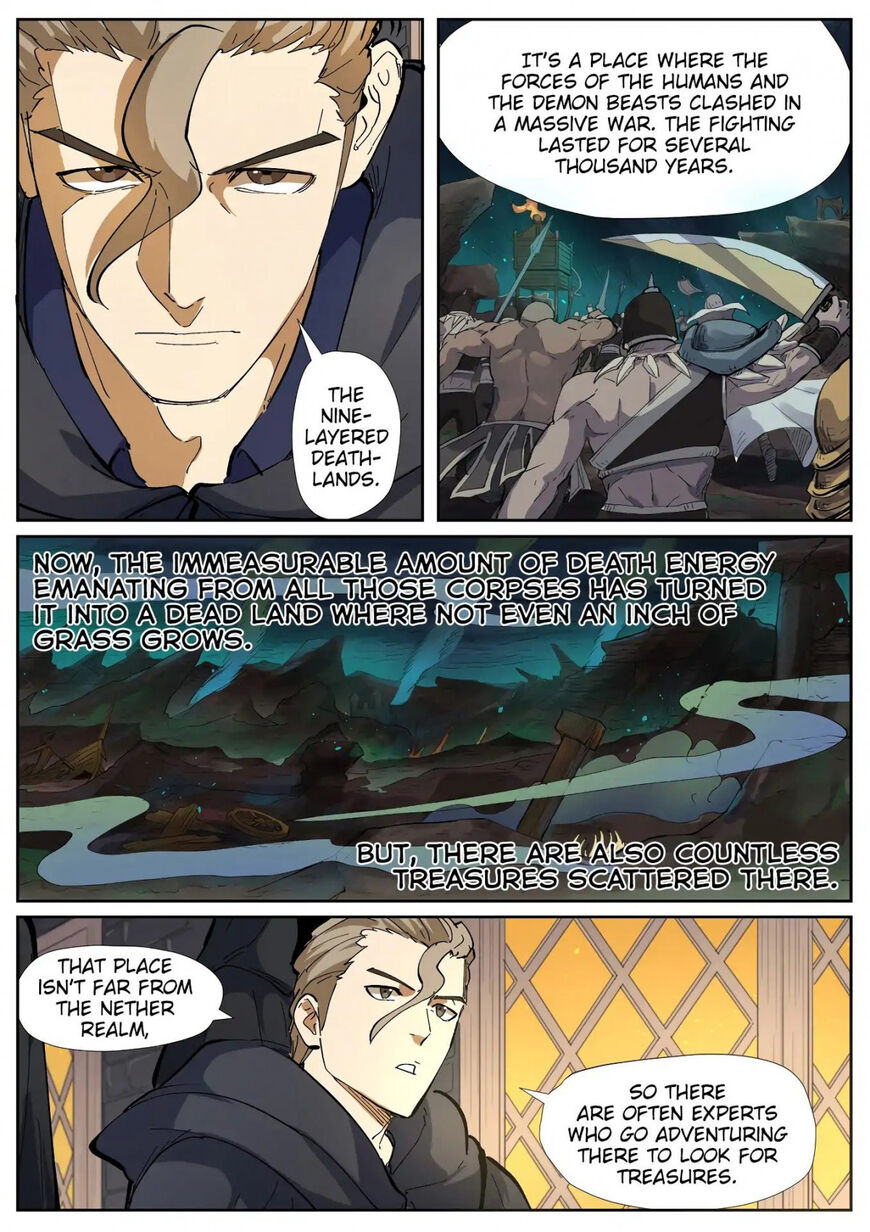 THE
NINE-
LAYERED
DEATH-
LANDS.
IT'S A PLACE WHERE THE
FORCES OF THE HUMANS AND
THE DEMON BEASTS CLASHED IN
A MASSIVE WAR. THE FIGHTING
LASTED FOR SEVERAL
THOUSAND YEARS.
NOW, THE IMMEASURABLE AMOUNT OF DEATH ENERGY
EMANATING FROM ALL THOSE CORPSES HAS TURNED
IT INTO A DEAD LAND WHERE NOT EVEN AN INCH OF
GRASS GROWS.
BUT, THERE ARE ALSO COUNTLESS
TREASURES SCATTERED THERE.
THAT PLACE
ISN'T FAR FROM
THE NETHER
REALM,
SO THERE
ARE OFTEN EXPERTS
WHO GO ADVENTURING
THERE TO LOOK FOR
TREASURES.